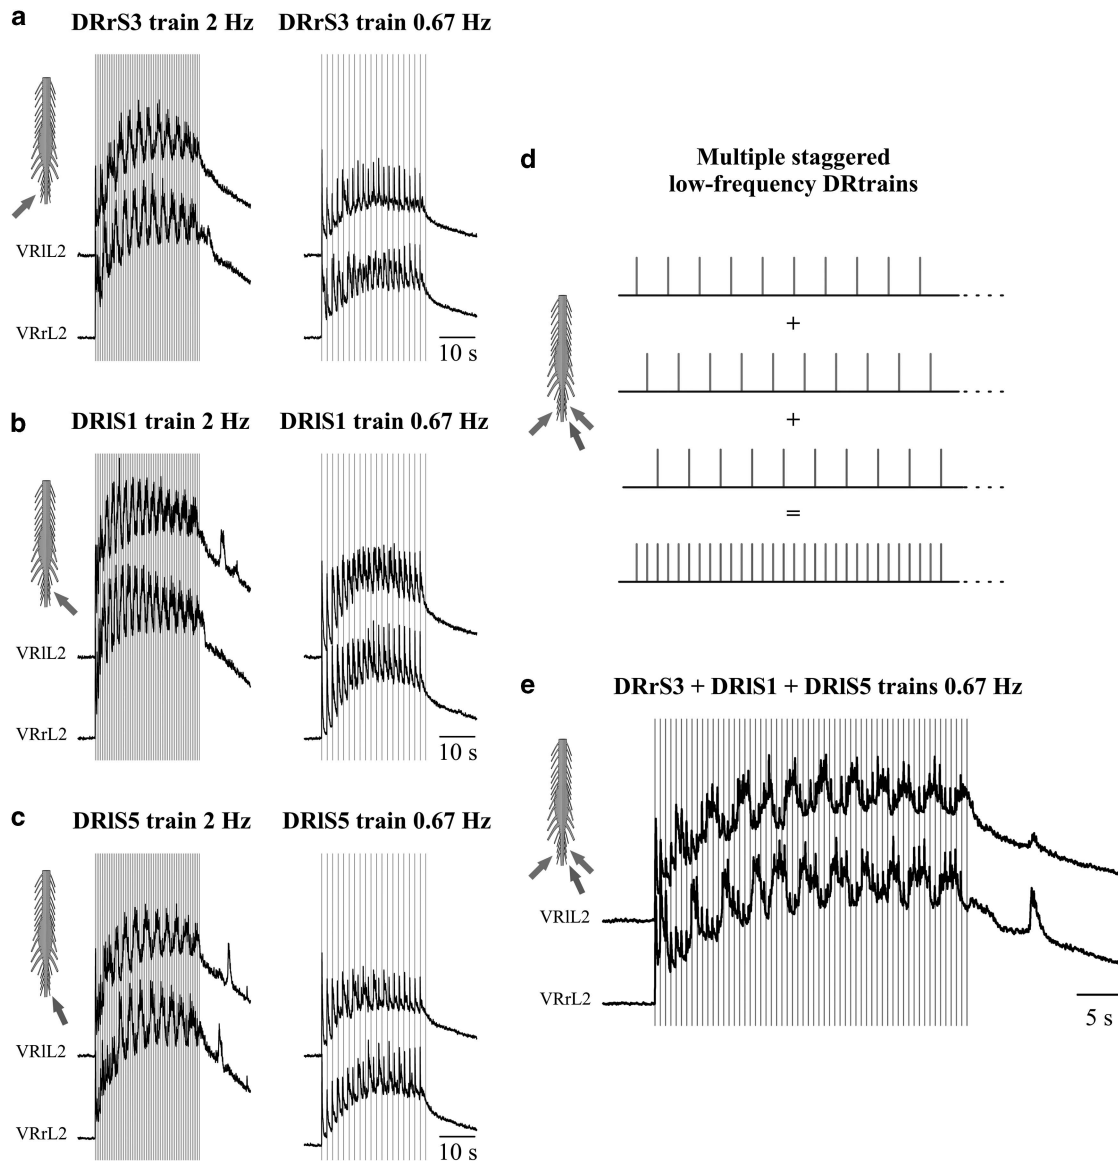 a
DRrS3 train 2 Hz
DRrS3 train 0.67 Hz
VRlL2
VRrL2
10 s
b
DRlS1 train 2 Hz
DRlS1 train 0.67 Hz
VRlL2
VRrL2
10 s
c
DRlS5 train 2 Hz
DRlS5 train 0.67 Hz
VRlL2
VRrL2
10 s
d
Multiple staggered
low-frequency DRtrains
+
+
=
e
DRrS3 + DRlS1 + DRlS5 trains 0.67 Hz
VRlL2
VRrL2
5 s